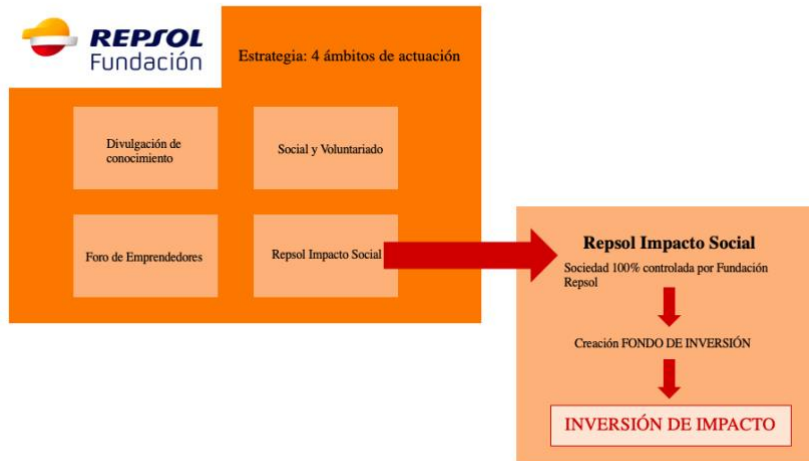 REPSOL
Fundación
Estrategia: 4 ámbitos de actuación
Divulgación de
conocimiento
Social y Voluntariado
Foro de Emprendedores
Repsol Impacto Social
Repsol Impacto Social
Sociedad 100% controlada por Fundación
Repsol
Creación FONDO DE INVERSIÓN
INVERSIÓN DE IMPACTO